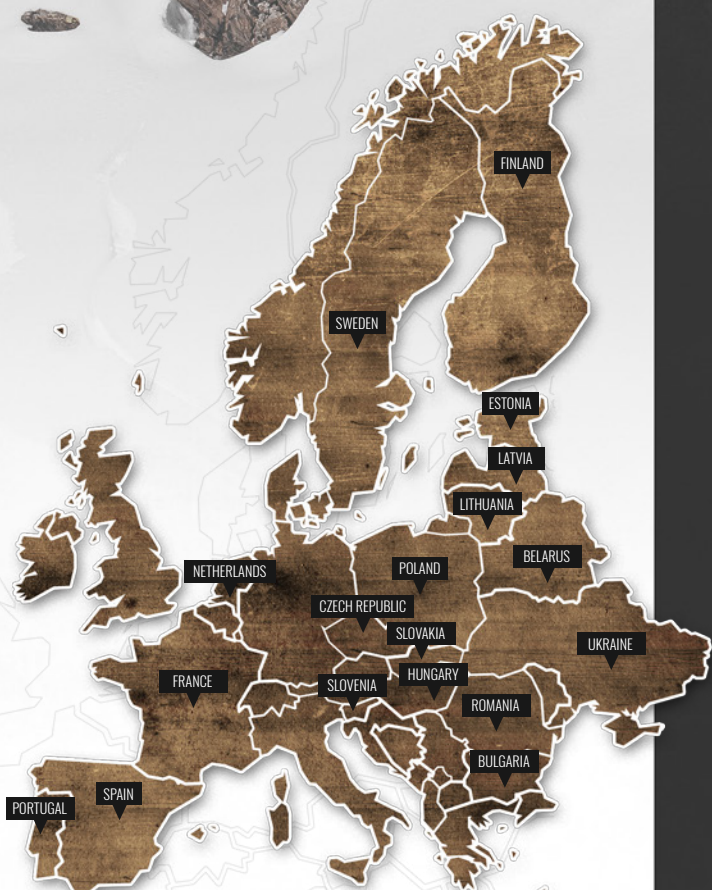 FINLAND
SWEDEN
ESTONIA
LATVIA
LITHUANIA
BELARUS
NETHERLANDS
POLAND
CZECH REPUBLIC
SLOVAKIA
UKRAINE
HUNGARY
FRANCE
SLOVENIA
ROMANIA
BULGARIA
SPAIN
PORTUGAL